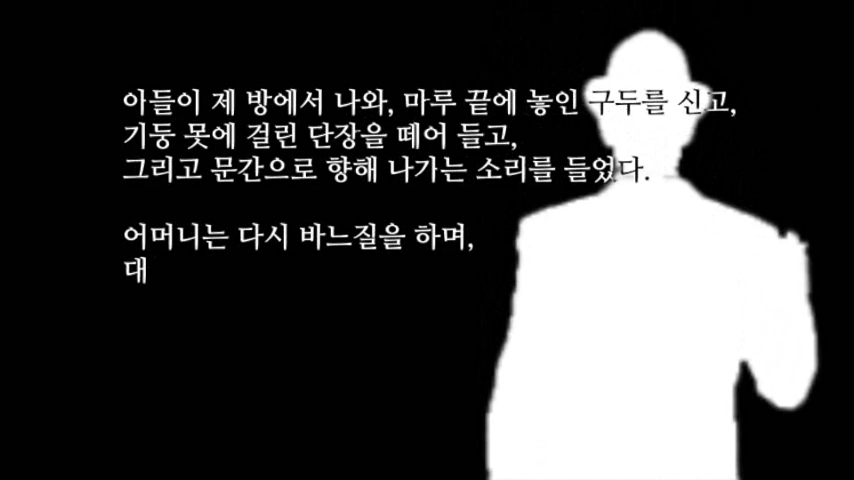 아들이 제 방에서 나와, 마루 끝에 놓인 구두를 신고,
기둥 못에 걸린 단장을 떼어 들고,
그리고 문간으로 향해 나가는 소리를 들었다.
어머니는 다시 바느질을 하며,
대